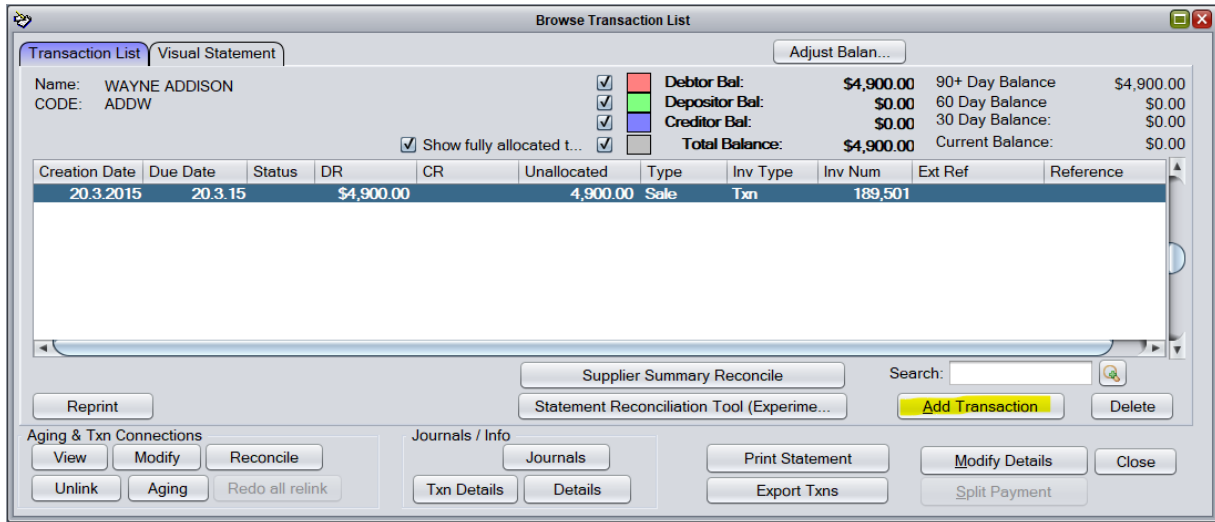 Browse Transaction List
Transaction List Visual Statement Adjust Balan...
Name: WAYNE ADDISON Debtor Bal: $4,900.00 90+ Day Balance $4,900.00
CODE: ADDW Depositor Bal: $0.00 60 Day Balance $0.00
Creditor Bal: $0.00 30 Day Balance: $0.00
Show fully allocated t... Total Balance: $4,900.00 Current Balance: $0.00
Creation Date Due Date Status DR CR Unallocated Type Inv Type Inv Num Ext Ref Reference
20.3.2015 20.3.15 $4,900.00 4,900.00 Sale Txn 189,501
Supplier Summary Reconcile Search:
Reprint Statement Reconciliation Tool (Experime... Add Transaction Delete
Aging & Txn Connections Journals / Info
View Modify Reconcile Journals Print Statement Modify Details Close
Unlink Aging Redo all relink Txn Details Details Export Txns Split Payment